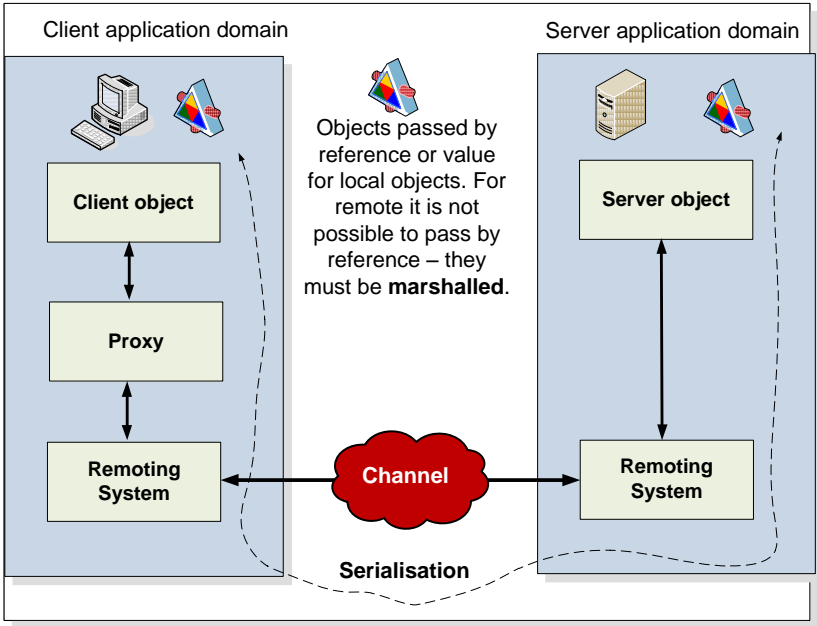 Client application domain
Server application domain
Objects passed by
reference or value
for local objects. For
remote it is not
possible to pass by
reference – they
must be marshalled.
Client object
Server object
Proxy
Remoting
System
Channel
Remoting
System
Serialisation